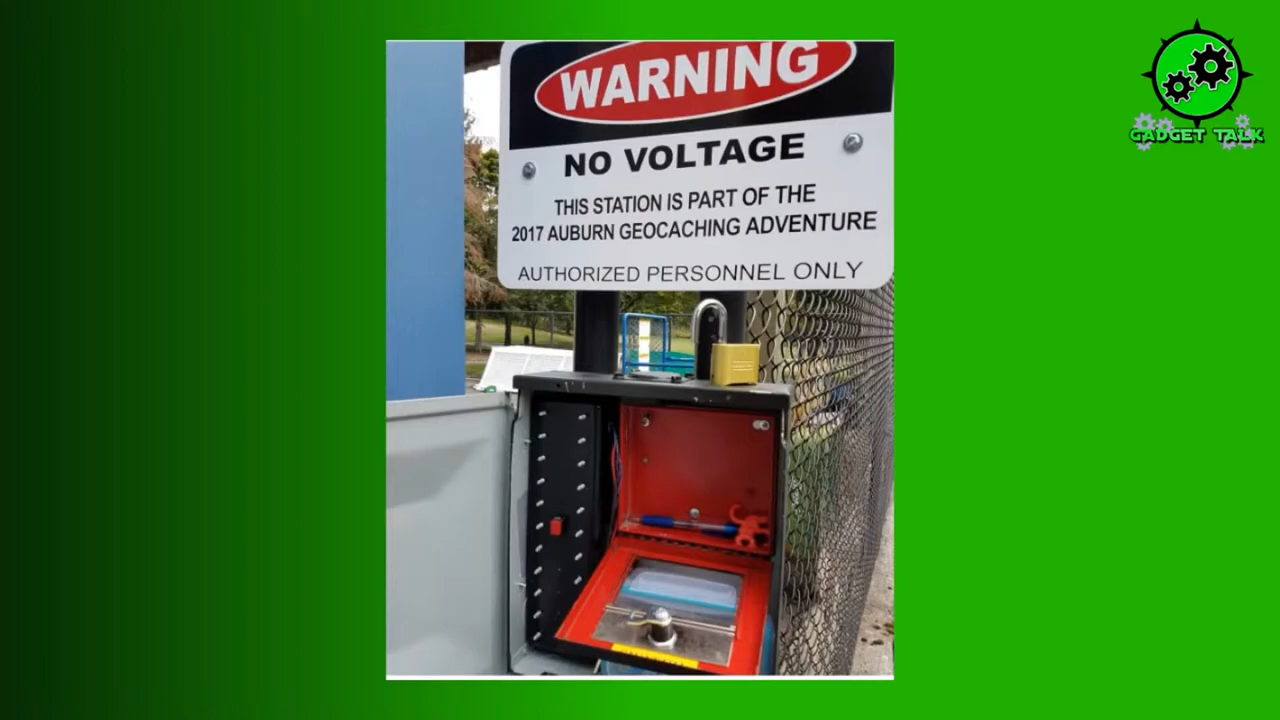 WARNING
NO VOLTAGE
THIS STATION IS PART OF THE
2017 AUBURN GEOCACHING ADVENTURE
AUTHORIZED PERSONNEL ONLY
GADGET TALK